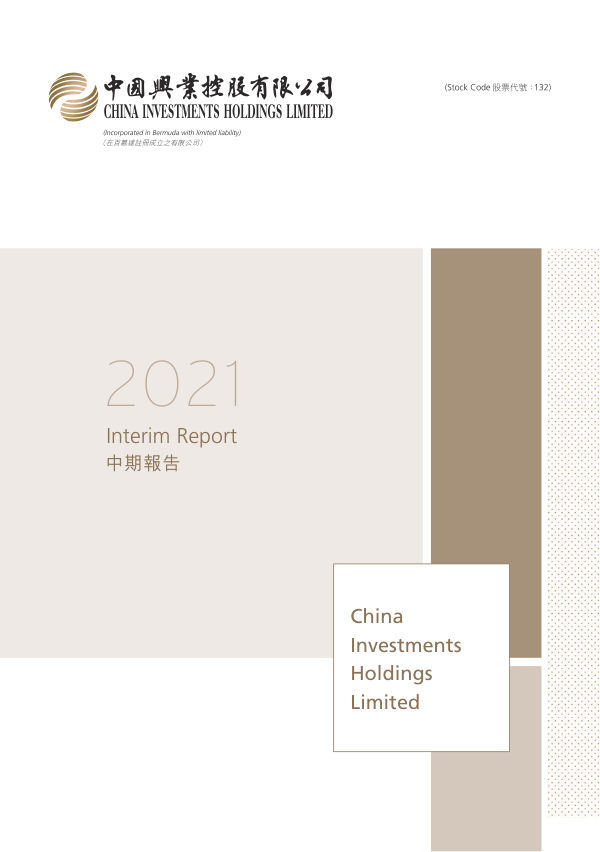 中國興業控股有限公司
CHINA INVESTMENTS HOLDINGS LIMITED
(Incorporated in Bermuda with limited liability)
（在百慕達註冊成立之有限公司）
(Stock Code 股票代號：132)
2021
Interim Report
中期報告
China
Investments
Holdings
Limited